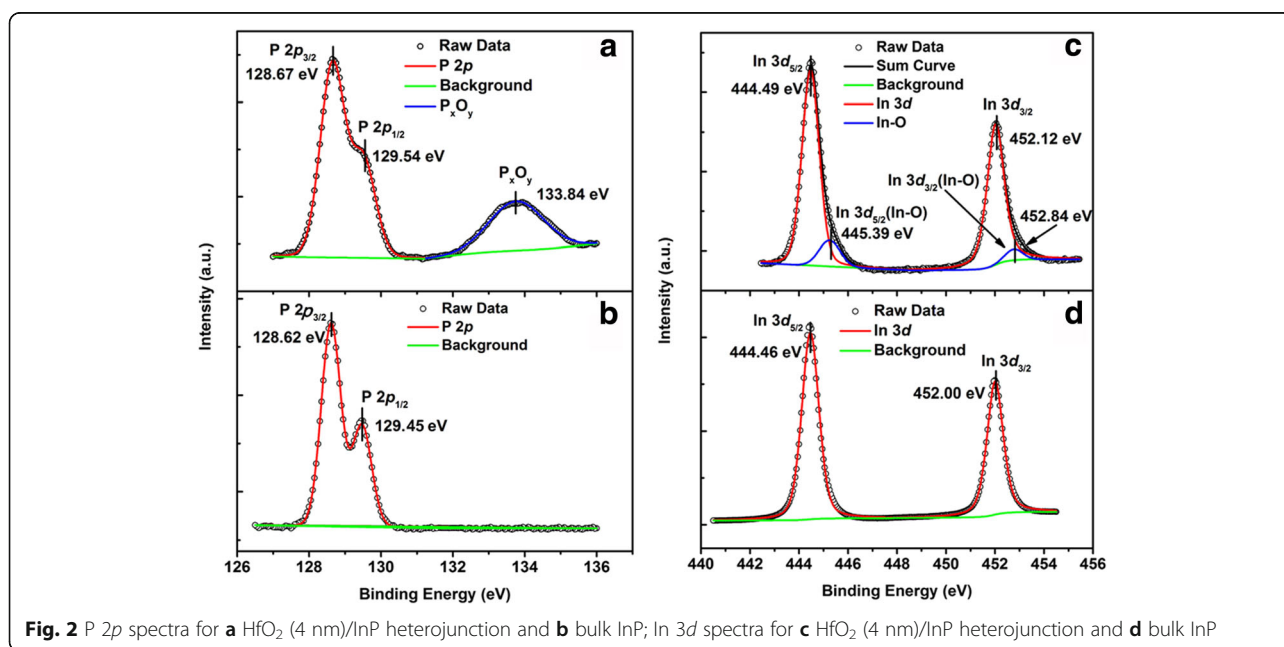 a
P 2p3/2
128.67 eV
P 2p1/2
129.54 eV
PxOy
133.84 eV
Raw Data
P 2p
Background
PxOy
b
P 2p3/2
128.62 eV
P 2p1/2
129.45 eV
Raw Data
P 2p
Background
Intensity (a.u.)
126 128 130 132 134 136
Binding Energy (eV)
c
In 3d5/2
444.49 eV
Raw Data
Sum Curve
Background
In 3d
In-O
In 3d3/2
452.12 eV
In 3d3/2(In-O)
452.84 eV
In 3d5/2(In-O)
445.39 eV
d
In 3d5/2
444.46 eV
Raw Data
In 3d
Background
In 3d3/2
452.00 eV
Intensity (a.u.)
440 442 444 446 448 450 452 454 456
Binding Energy (eV)
Fig. 2 P 2p spectra for a HfO2 (4 nm)/InP heterojunction and b bulk InP; In 3d spectra for c HfO2 (4 nm)/InP heterojunction and d bulk InP